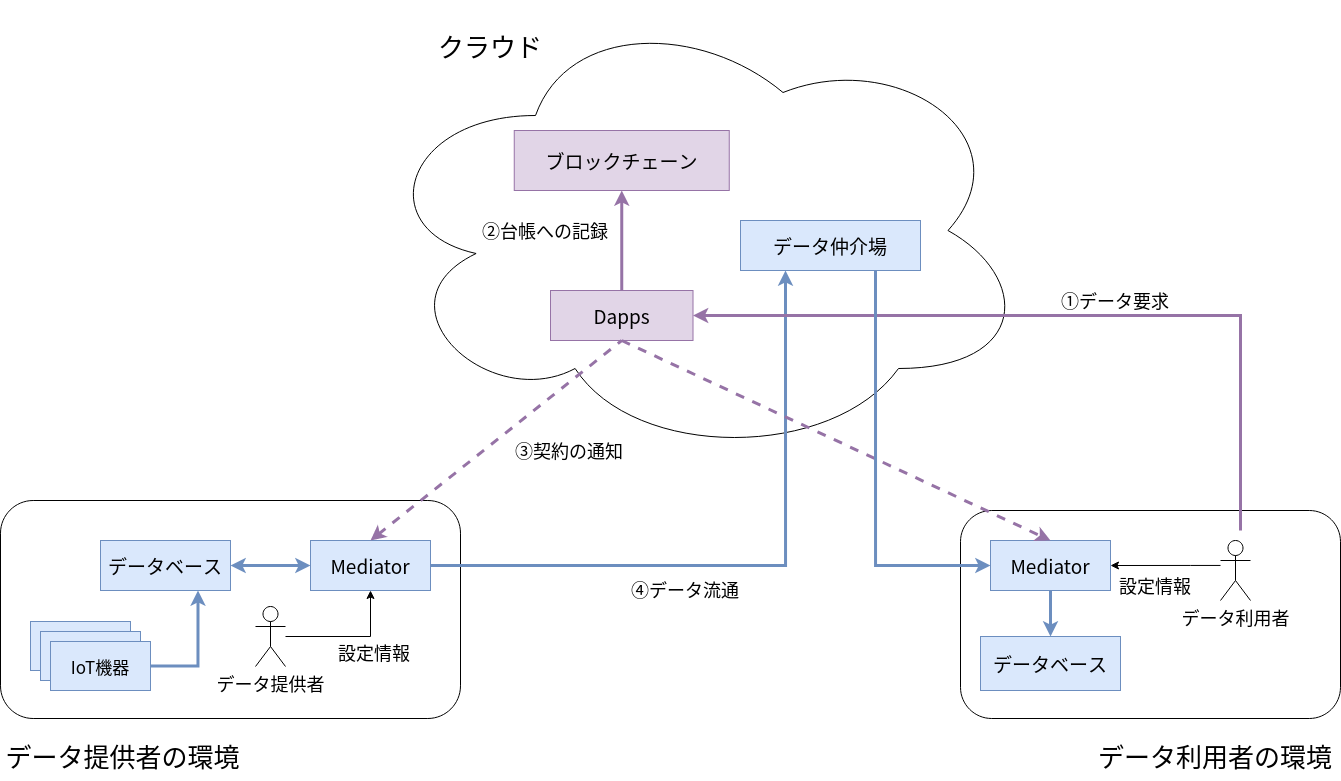 クラウド
ブロックチェーン
②台帳への記録
データ仲介場
①データ要求
Dapps
③契約の通知
データベース
Mediator
④データ流通
Mediator
設定情報
データ利用者
IoT機器
設定情報
データ提供者
データベース
データ提供者の環境
データ利用者の環境